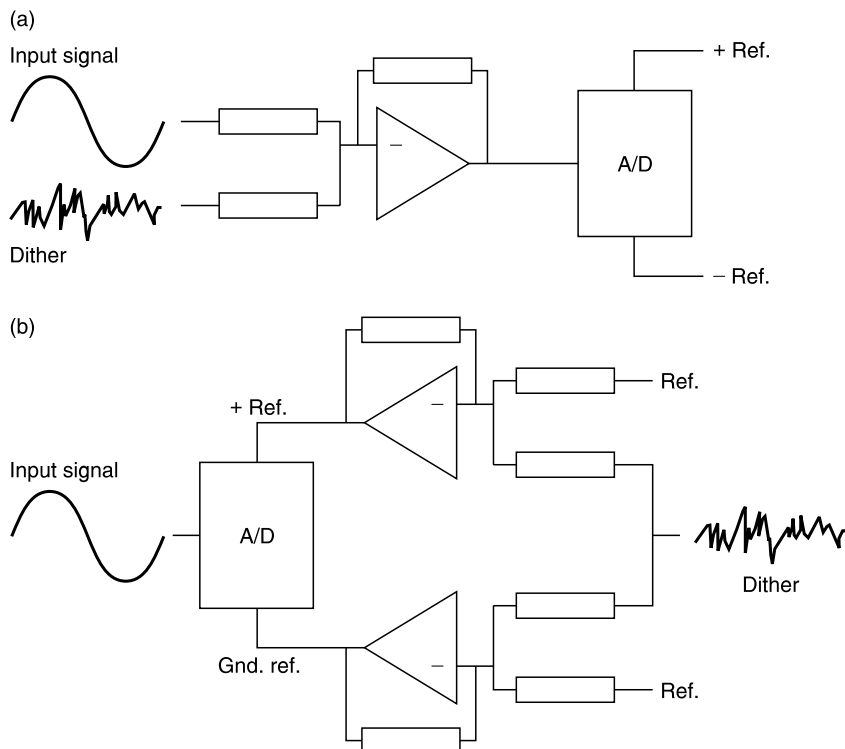 (a)
Input signal
+ Ref.
−
A/D
Dither
− Ref.
(b)
Ref.
−
+ Ref.
Input signal
A/D
Dither
Gnd. ref.
−
Ref.